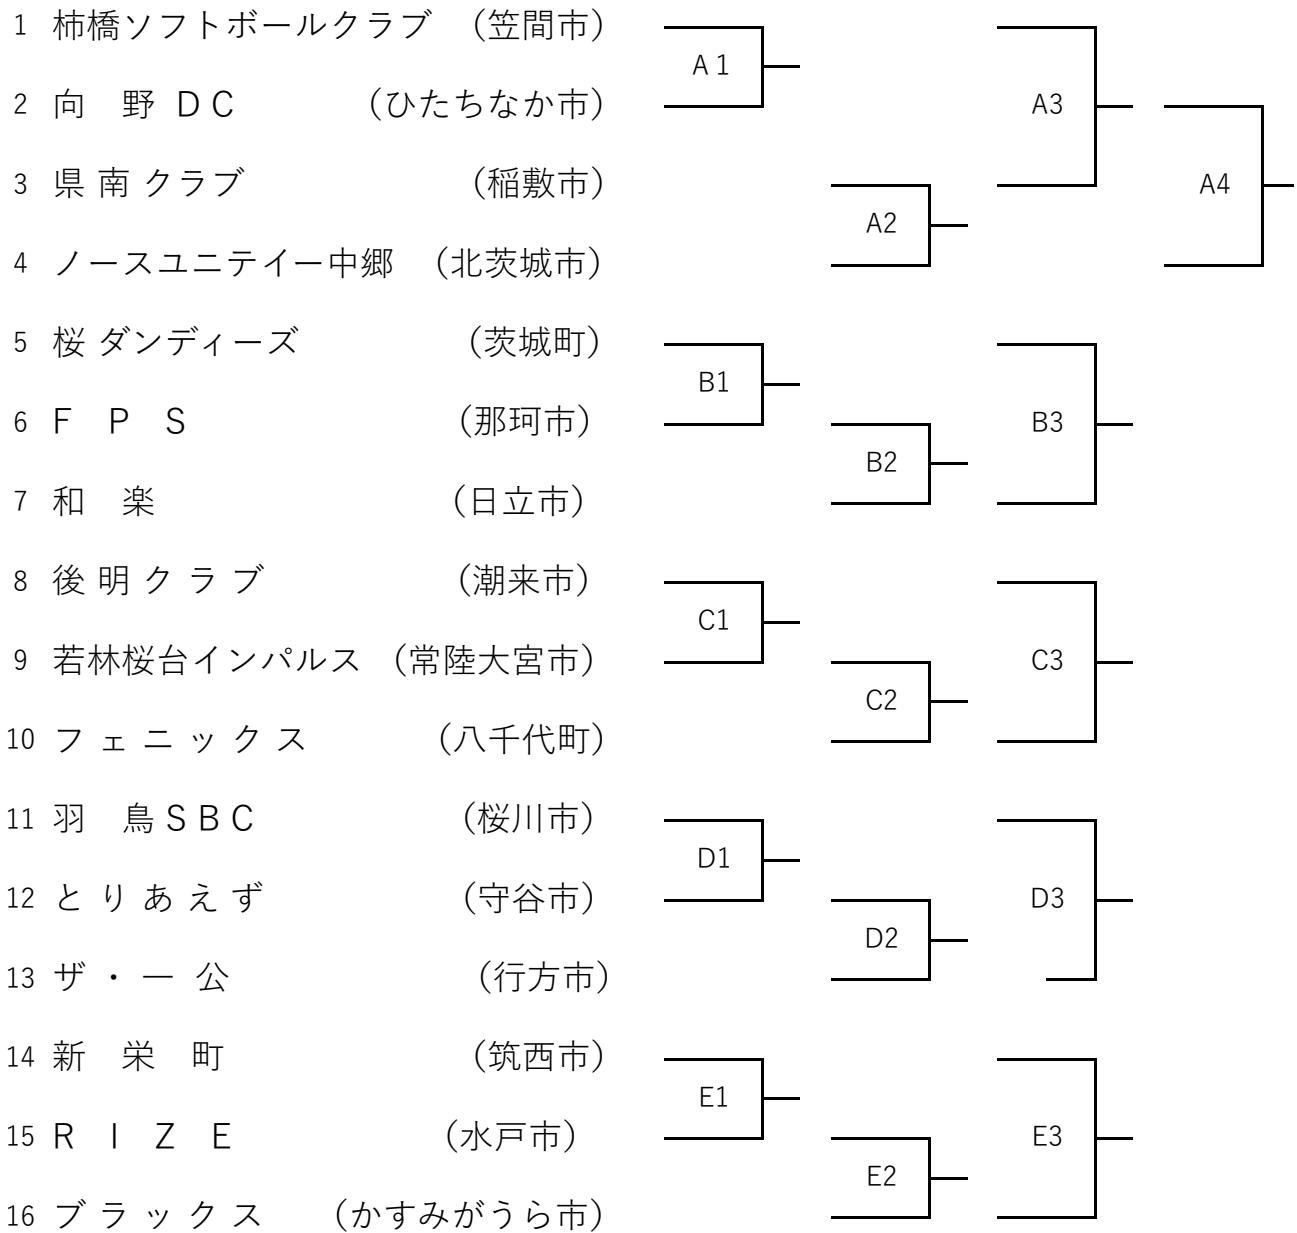 1 柿橋ソフトボールクラブ (笠間市)
A 1
2 向 野 DC (ひたちなか市)
A3
3 県 南 クラブ (稲敷市)
A4
A2
4 ノースユニテイー中郷 (北茨城市)
5 桜 ダンディーズ (茨城町)
B1
6 F P S (那珂市)
B3
B2
7 和 楽 (日立市)
8 後 明 ク ラ ブ (潮来市)
C1
9 若林桜台インパルス (常陸大宮市)
C3
C2
10 フ ェ ニ ッ ク ス (八千代町)
11 羽 鳥 S B C (桜川市)
D1
12 と り あ え ず (守谷市)
D3
D2
13 ザ ・ 一 公 (行方市)
14 新 栄 町 (筑西市)
E1
15 R I Z E (水戸市)
E3
E2
16 ブ ラ ッ ク ス (かすみがうら市)